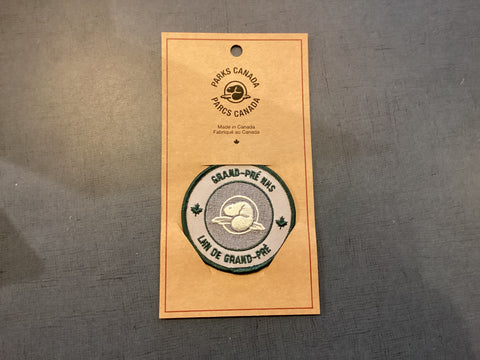 PARKS CANADA
PARCS CANADA
Made in Canada
Fabriqué au Canada
GRAND-PRÉ NHS
LHN DE GRAND-PRÉ